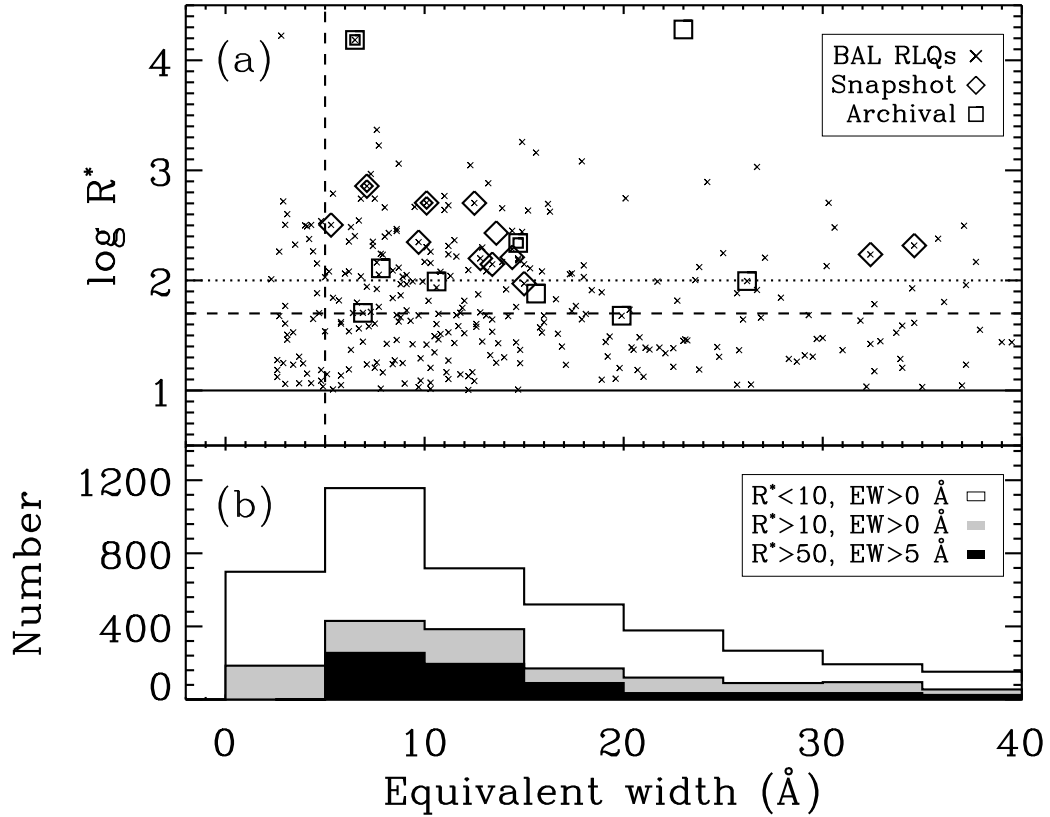 (a)
BAL RLQs
Snapshot
Archival
log R*
4
3
2
1
(b)
R*<10, EW>0 Å
R*>10, EW>0 Å
R*>50, EW>5 Å
Number
1200
800
400
0
0 10 20 30 40
Equivalent width (Å)